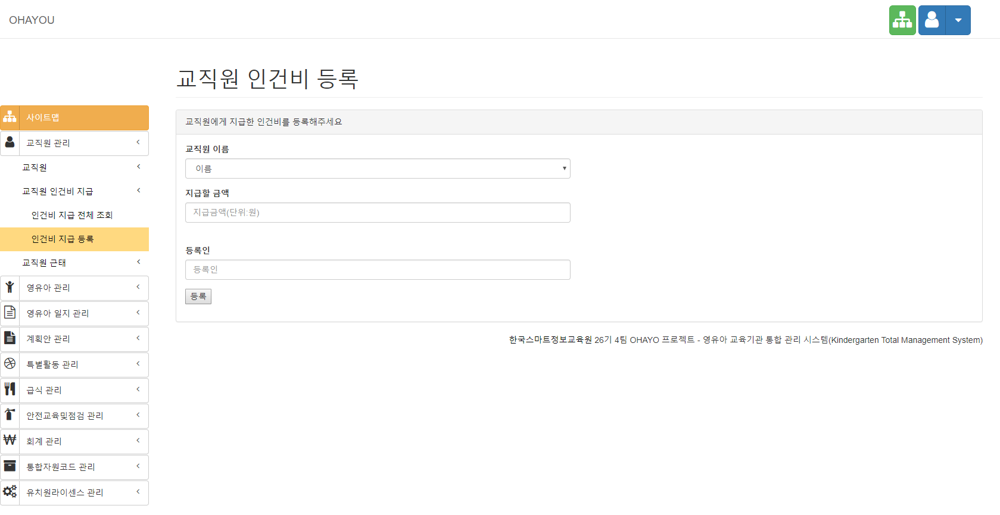 OHAYOU
교직원 인건비 등록
사이트맵
교직원 관리
교직원
교직원 인건비 지급
인건비 지급 전체 조회
인건비 지급 등록
교직원 근태
영유아 관리
영유아 일지 관리
계획안 관리
특별활동 관리
급식 관리
안전교육및점검 관리
회계 관리
통합자원코드 관리
유치원라이센스 관리
교직원에게 지급한 인건비를 등록해주세요
교직원 이름
이름
지급할 금액
지급금액(단위:원)
등록인
등록인
등록
한국스마트정보교육원 26기 4팀 OHAYO 프로젝트 - 영유아 교육기관 통합 관리 시스템(Kindergarten Total Management System)